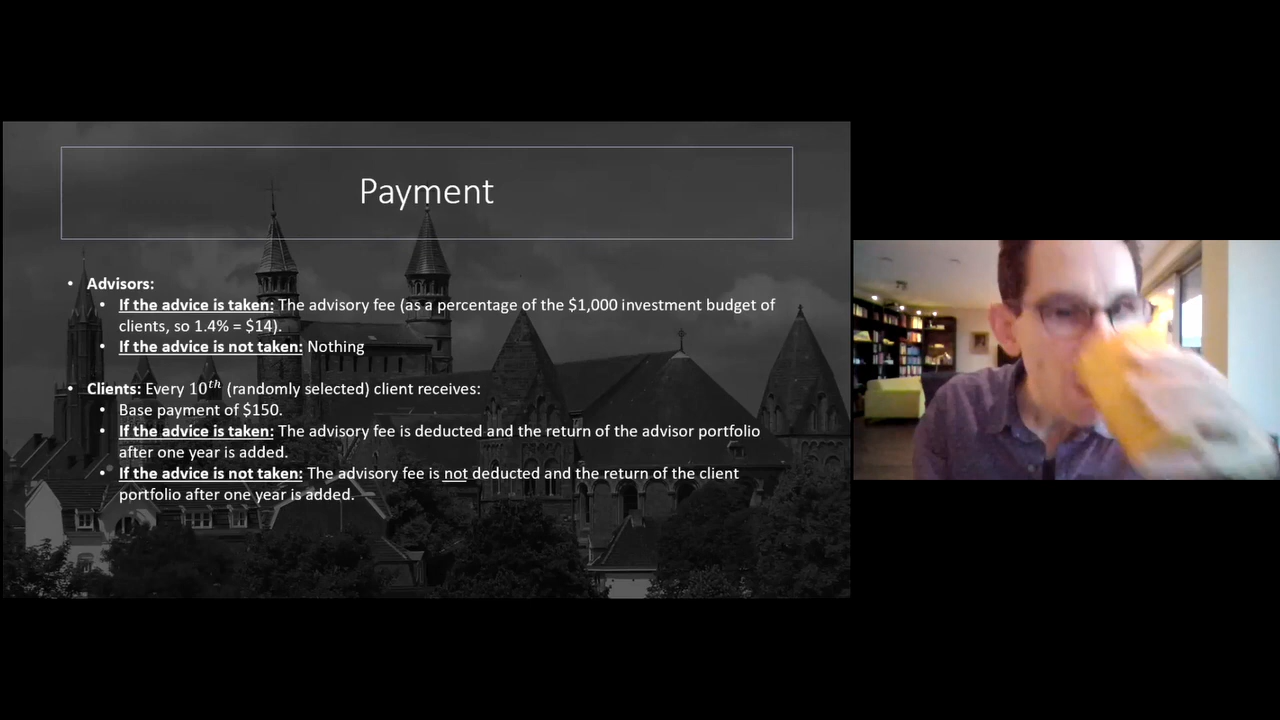 Payment
• Advisors:
• If the advice is taken: The advisory fee (as a percentage of the $1,000 investment budget of
clients, so 1.4% = $14).
• If the advice is not taken: Nothing
• Clients: Every 10th (randomly selected) client receives:
• Base payment of $150.
• If the advice is taken: The advisory fee is deducted and the return of the advisor portfolio
after one year is added.
• If the advice is not taken: The advisory fee is not deducted and the return of the client
portfolio after one year is added.